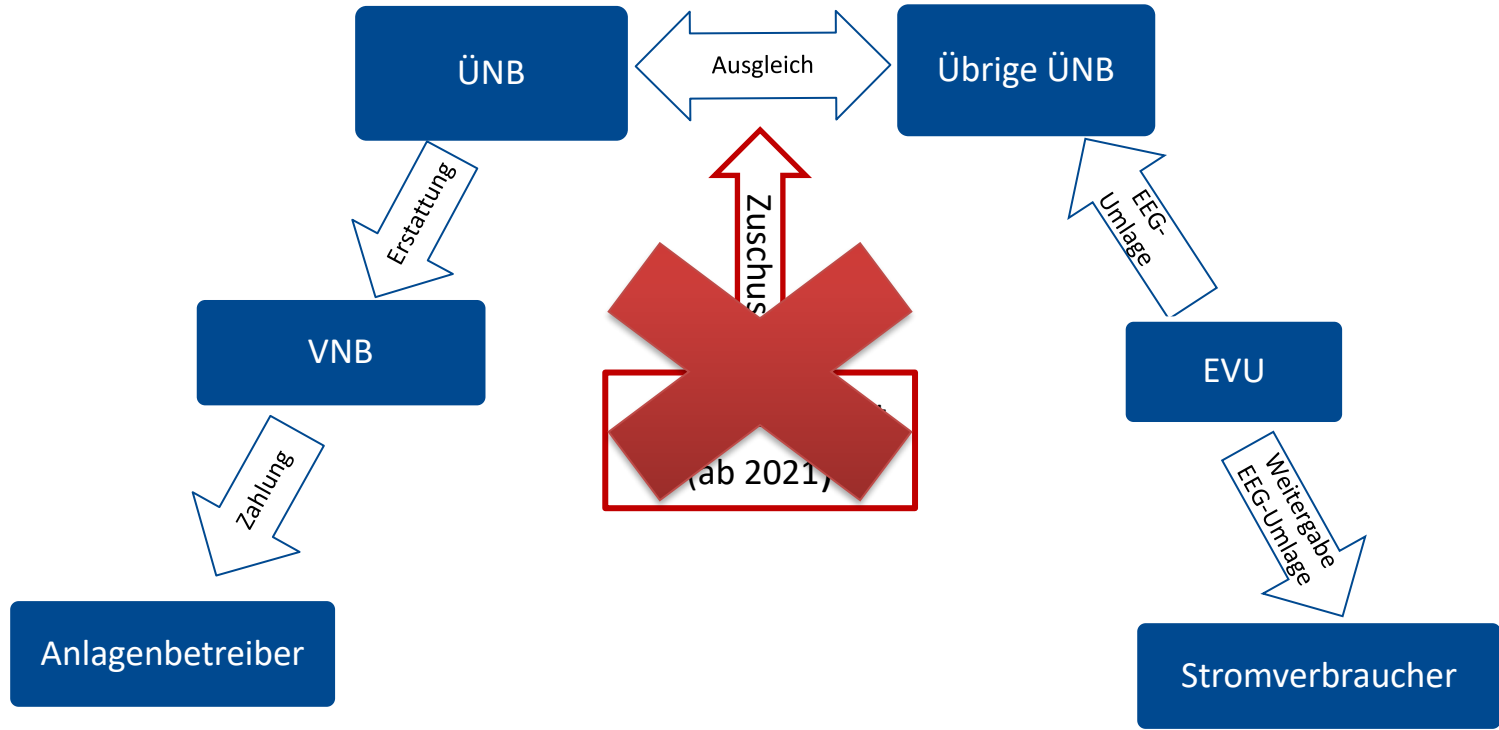 ÜNB
Ausgleich
Übrige ÜNB
Erstattung
Zuschus
EEG-
Umlage
VNB
EVU
(ab 2021)
Zahlung
Weitergabe
EEG-Umlage
Anlagenbetreiber
Stromverbraucher